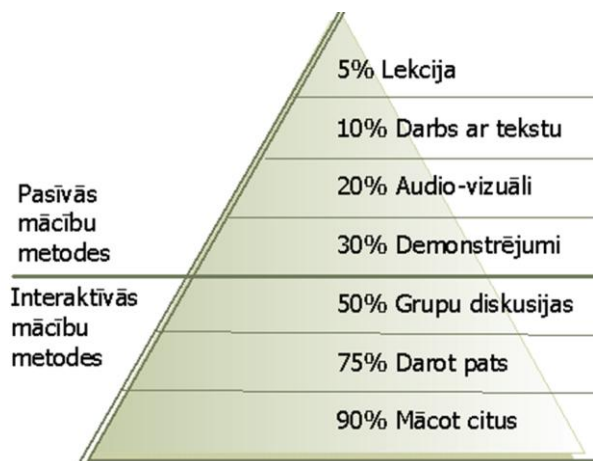 5% Lekcija
10% Darbs ar tekstu
20% Audio-vizuāli
30% Demonstrējumi
Pasīvās
mācību
metodes
Interaktīvās
mācību
metodes
50% Grupu diskusijas
75% Darot pats
90% Mācot citus